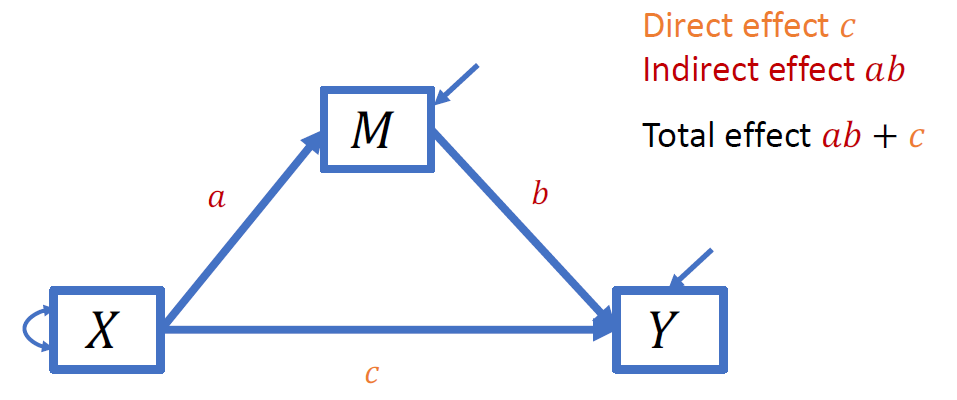 Direct effect c
Indirect effect ab
Total effect ab + c
M
a
b
X
Y
c